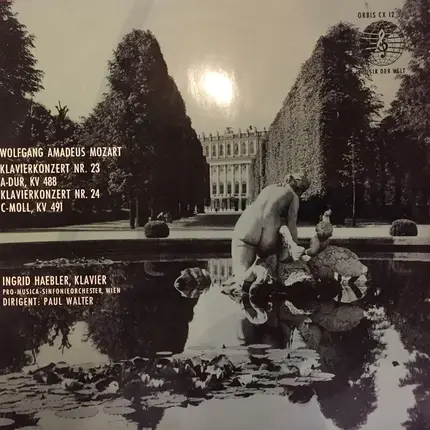 ORBIS CX 12
MUSIK DER WELT
WOLFGANG AMADEUS MOZART
KLAVIERKONZERT NR. 23
A-DUR, KV 488
KLAVIERKONZERT NR. 24
C-MOLL, KV 491
INGRID HAEBLER, KLAVIER
PRO-MUSICA-SINFONIEORCHESTER, WIEN
DIRIGENT: PAUL WALTER